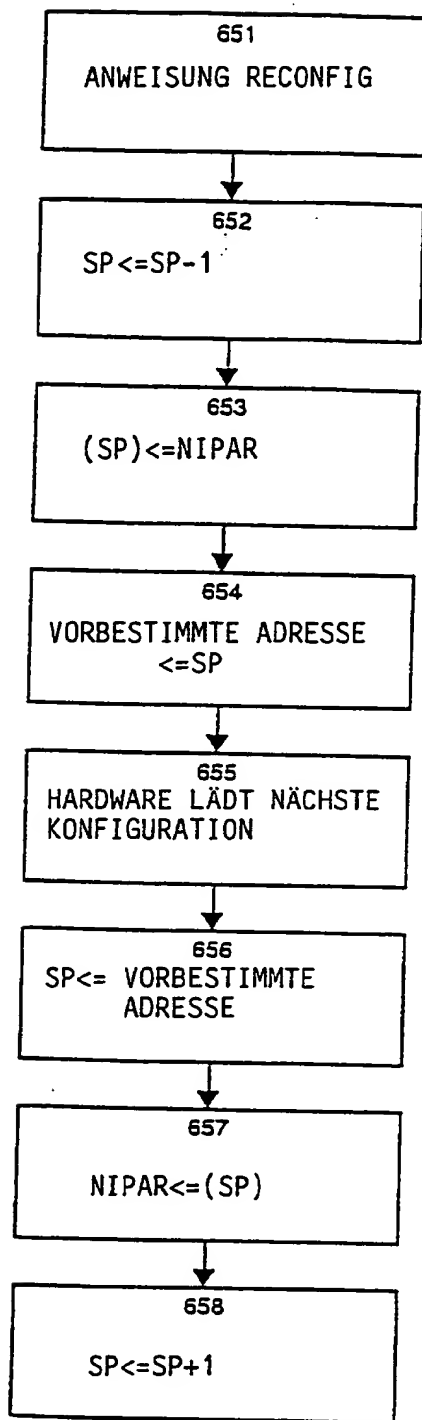 651
ANWEISUNG RECONFIG
652
SP<=SP-1
653
(SP)<=NIPAR
654
VORBESTIMMTE ADRESSE
<=SP
655
HARDWARE LÄDT NÄCHSTE
KONFIGURATION
656
SP<= VORBESTIMMTE
ADRESSE
657
NIPAR<=(SP)
658
SP<=SP+1